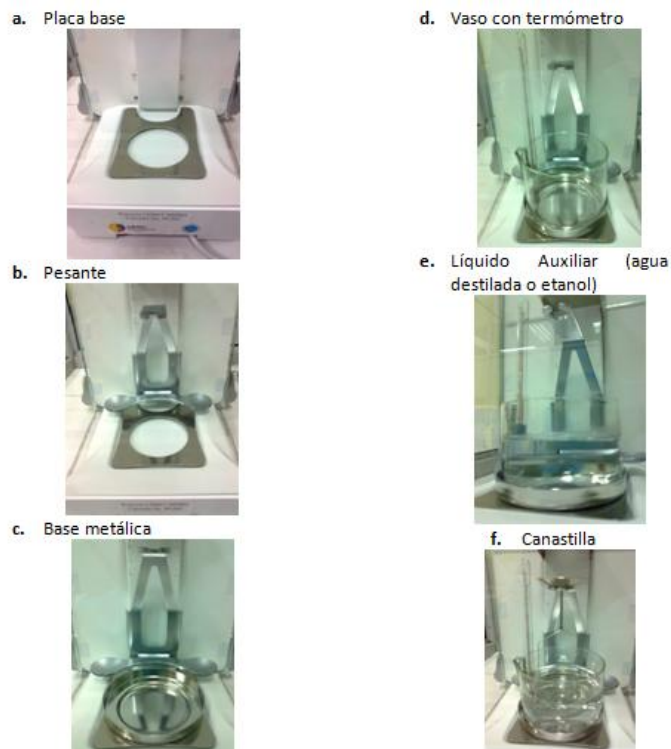 a. Placa base
b. Pesante
c. Base metálica
d. Vaso con termómetro
e. Líquido Auxiliar (agua
destilada o etanol)
f. Canastilla